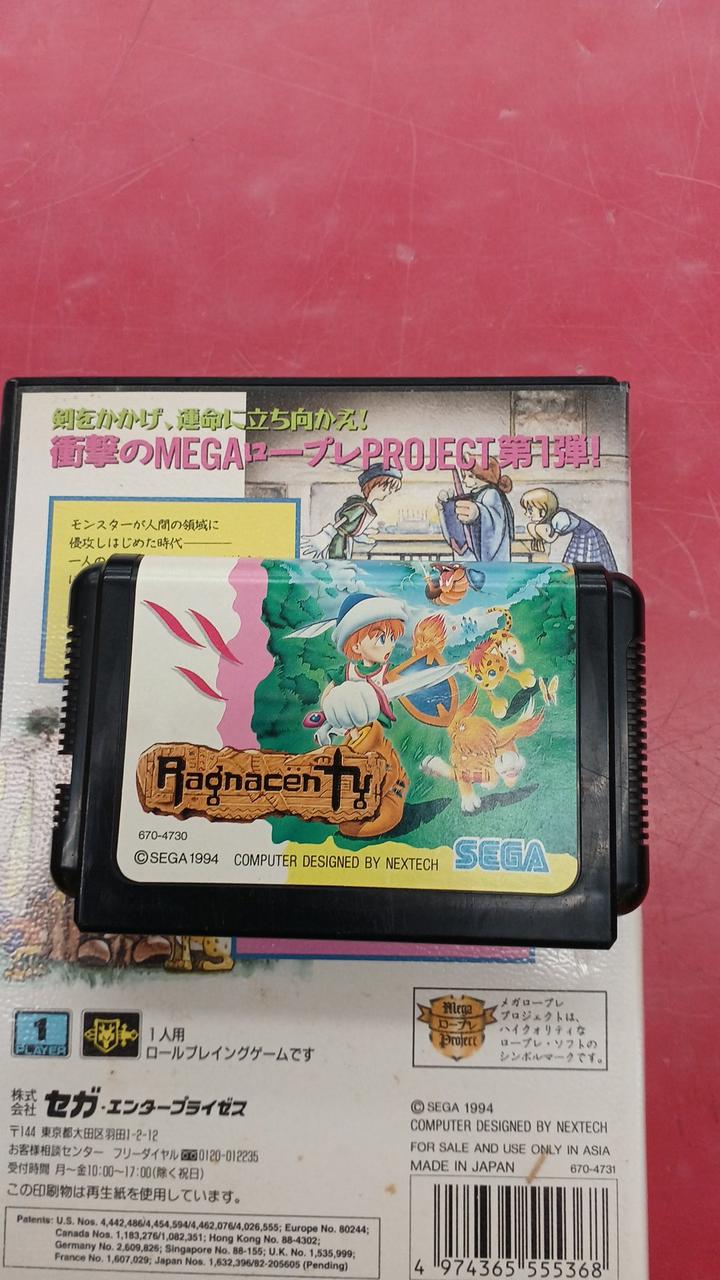 剣をかかげ、運命に立ち向かえ!
衝撃のMEGAロープレPROJECT第1弾!
モンスターが人間の領域に
侵攻しはじめた時代――
一人の
Ragnacenty
670-4730
©SEGA 1994 COMPUTER DESIGNED BY NEXTECH
SEGA
1
PLAYER
1人用
ロールプレイングゲームです
Mega
ロープレ
Project
メガロープレ
プロジェクトは、
ハイクオリティな
ロープレ・ソフトの
シンボルマークです。
株式会社 セガ・エンタープライゼス
〒144 東京都大田区羽田1-2-12
お客様相談センター フリーダイヤル 0120-012235
受付時間 月〜金10:00〜17:00(除く祝日)
この印刷物は再生紙を使用しています。
Patents: U.S. Nos. 4,442,486/4,454,594/4,462,076/4,026,555; Europe No. 80244;
Canada Nos. 1,183,276/1,082,351; Hong Kong No. 88-4302;
Germany No. 2,609,826; Singapore No. 88-155; U.K. No. 1,535,999;
France No. 1,607,029; Japan Nos. 1,632,396/82-205605 (Pending)
© SEGA 1994
COMPUTER DESIGNED BY NEXTECH
FOR SALE AND USE ONLY IN ASIA
MADE IN JAPAN 670-4731
4 974365 555368